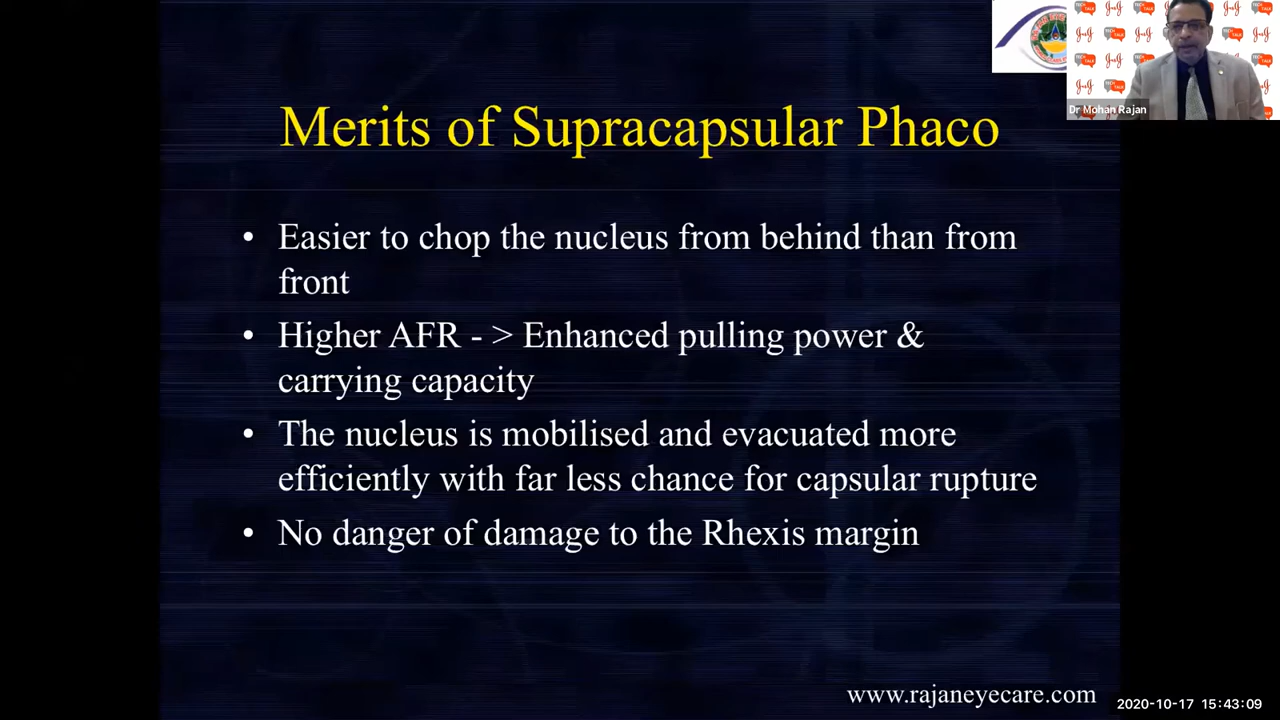 Merits of Supracapsular Phaco
• Easier to chop the nucleus from behind than from
front
• Higher AFR - > Enhanced pulling power &
carrying capacity
• The nucleus is mobilised and evacuated more
efficiently with far less chance for capsular rupture
• No danger of damage to the Rhexis margin
www.rajaneyecare.com
Dr Mohan Rajan
2020-10-17 15:43:09